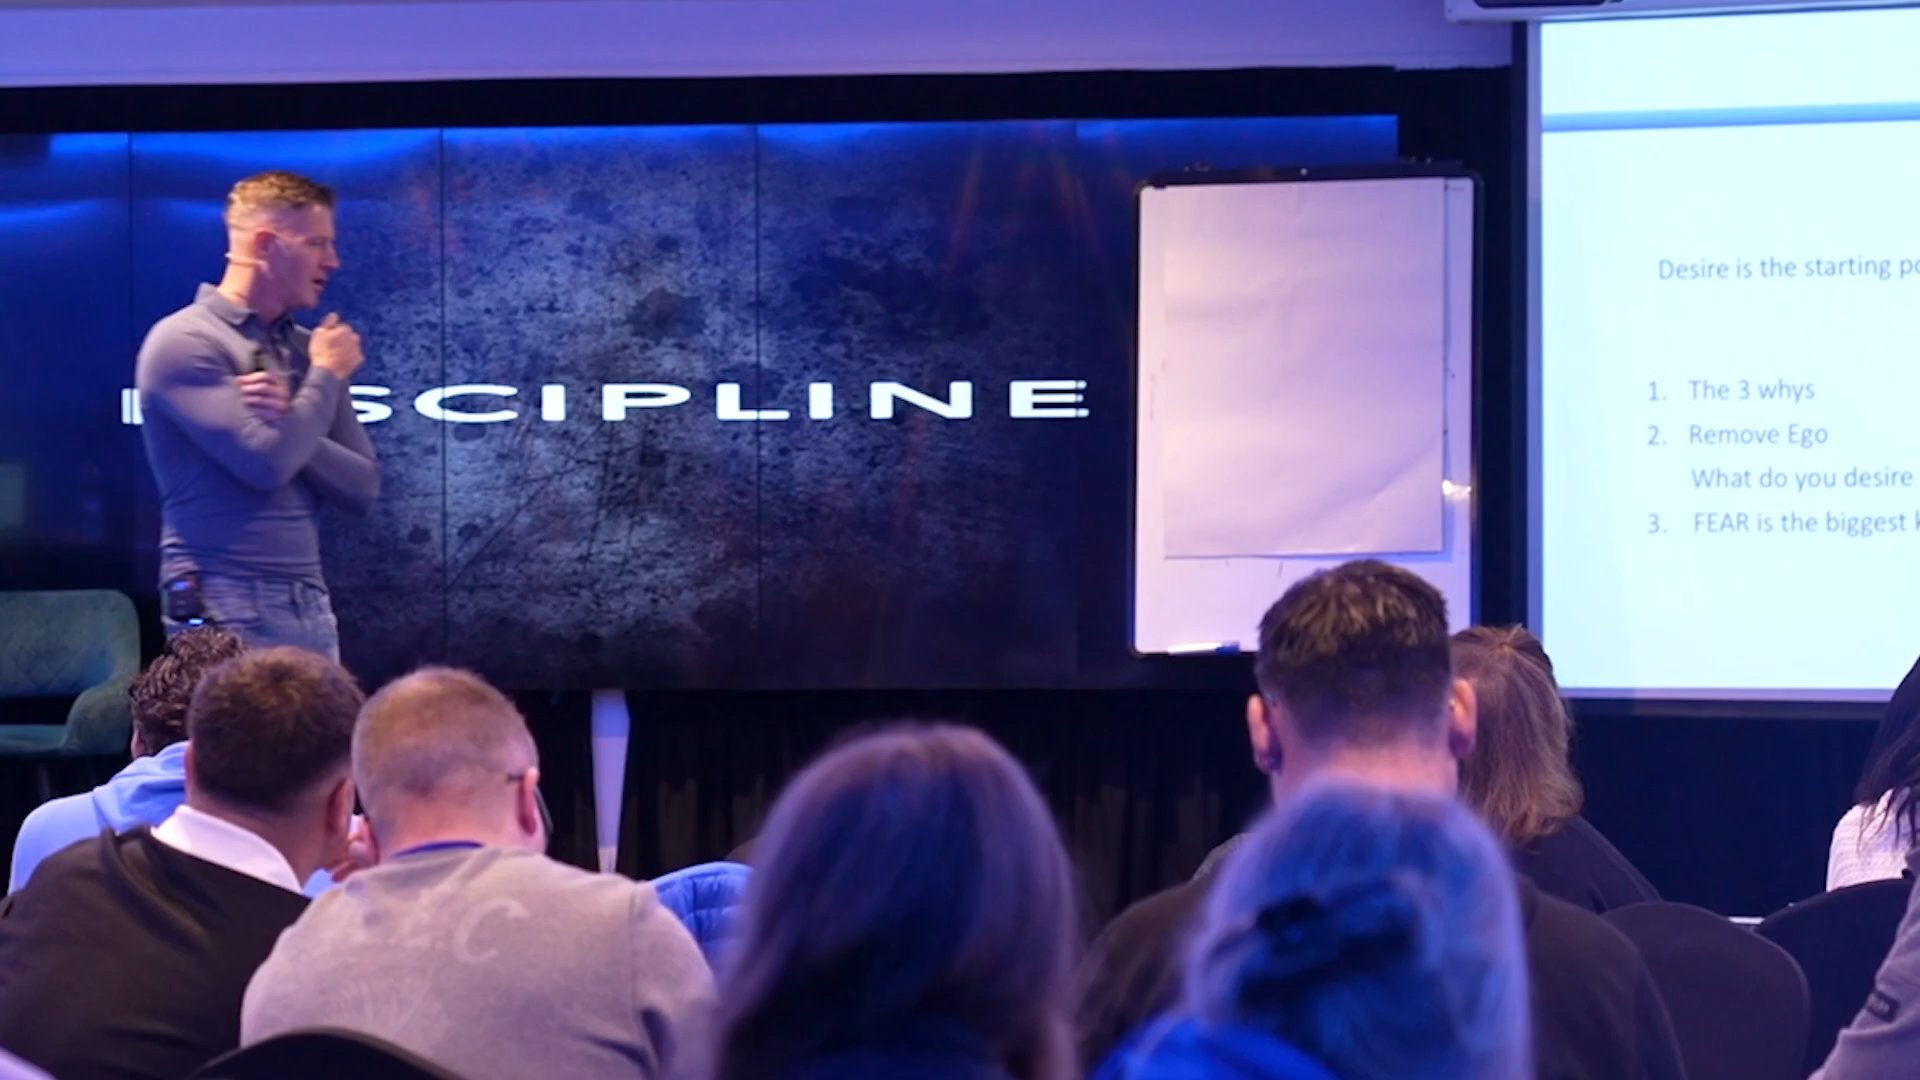 SCIPLINE
Desire is the starting
1. The 3 whys
2. Remove Ego
What do you desire
3. FEAR is the biggest